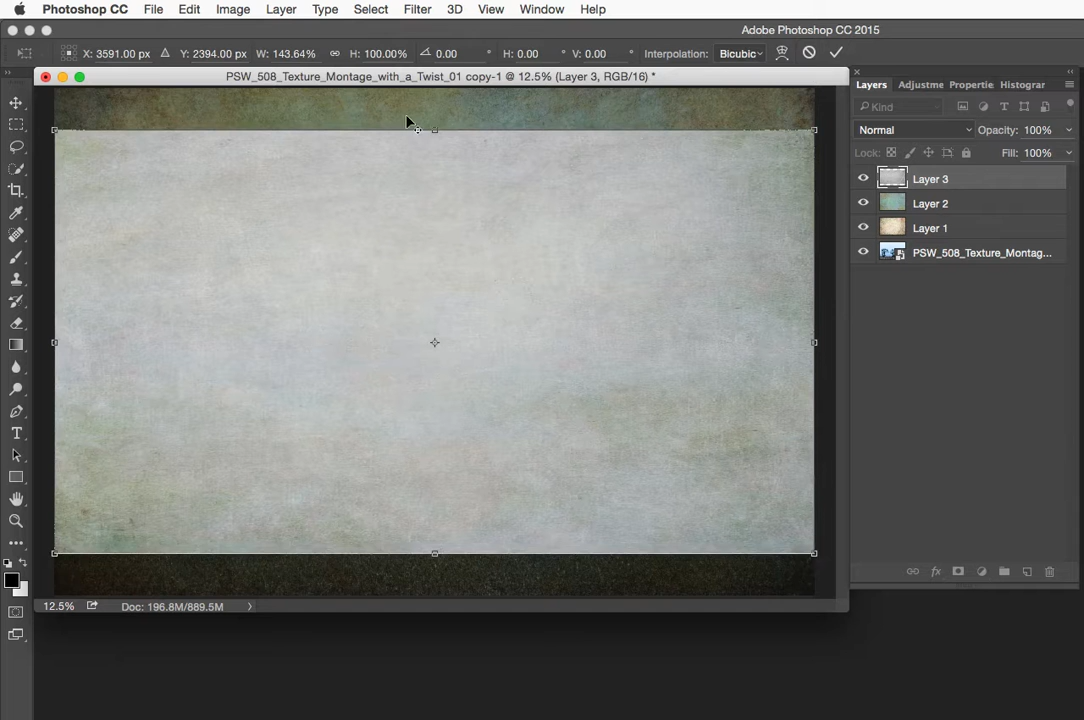 Photoshop CC File Edit Image Layer Type Select Filter 3D View Window Help
Adobe Photoshop CC 2015
X: 3591.00 px Y: 2394.00 px W: 143.64% H: 100.00% 0.00 ° H: 0.00 ° V: 0.00 ° Interpolation: Bicubic
PSW_508_Texture_Montage_with_a_Twist_01 copy-1 @ 12.5% (Layer 3, RGB/16) *
Layers Adjustme Propertie Histograr
Kind
Normal Opacity: 100%
Lock: Fill: 100%
Layer 3
Layer 2
Layer 1
PSW_508_Texture_Montag...
12.5% Doc: 196.8M/889.5M